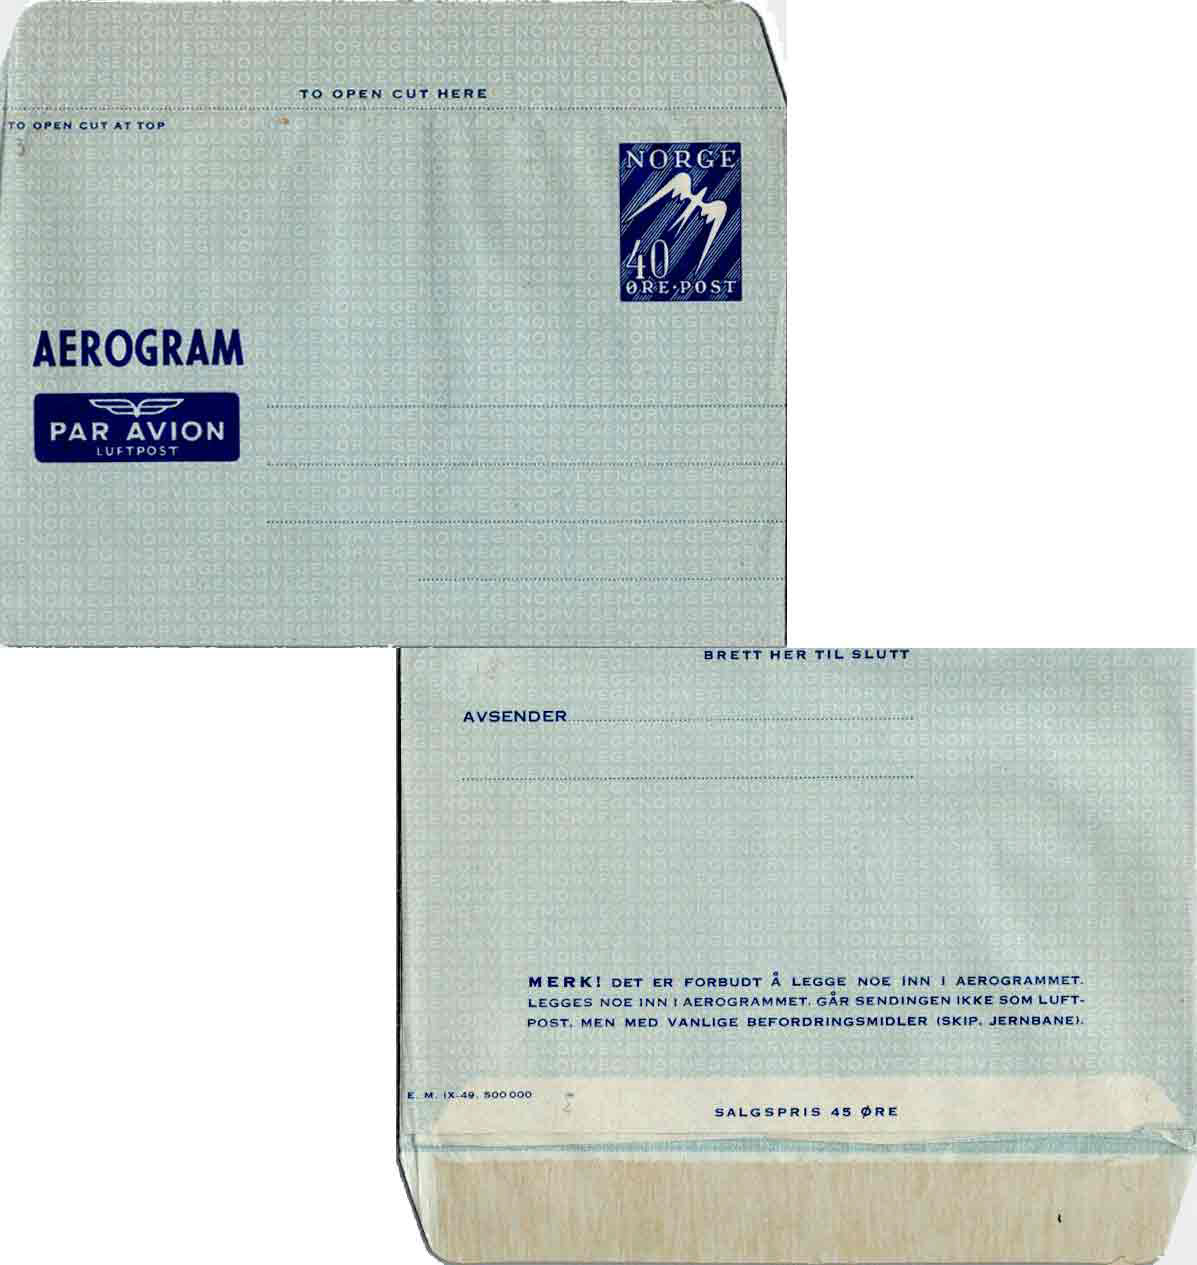 TO OPEN CUT HERE
TO OPEN CUT AT TOP
NORGE
40
ØRE·POST
AEROGRAM
PAR AVION
LUFTPOST
BRETT HER TIL SLUTT
AVSENDER
MERK! DET ER FORBUDT Å LEGGE NOE INN I AEROGRAMMET.
LEGGES NOE INN I AEROGRAMMET, GÅR SENDINGEN IKKE SOM LUFT-
POST, MEN MED VANLIGE BEFORDRINGSMIDLER (SKIP, JERNBANE).
E. M. IX-49. 500 000
SALGSPRIS 45 ØRE